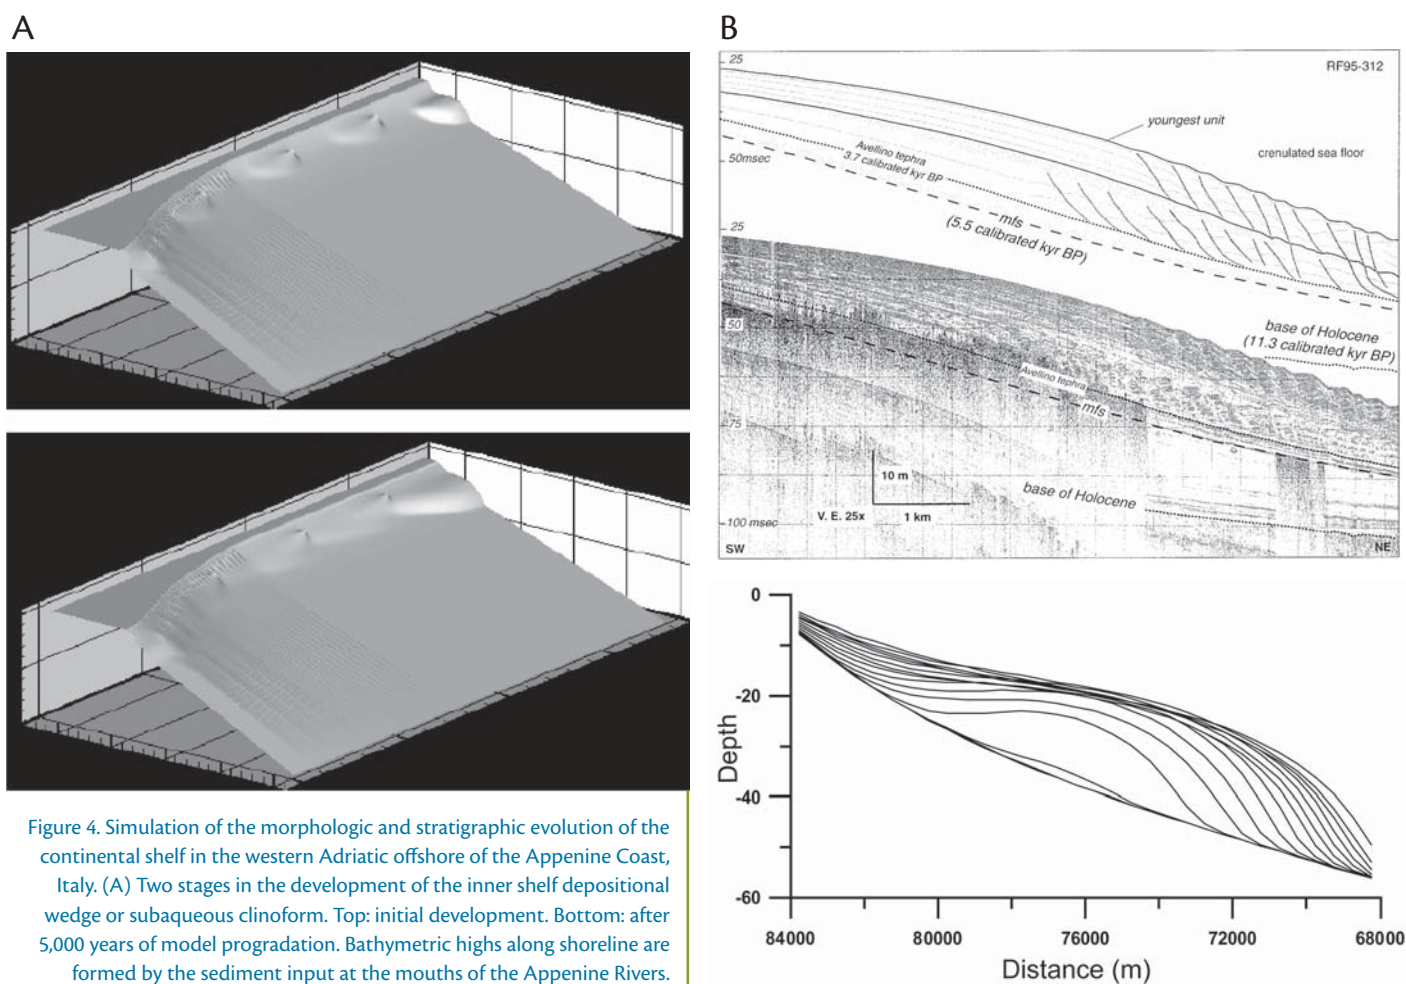 A
B
25
RF95-312
youngest unit
crenulated sea floor
Avellino tephra
3.7 calibrated kyr BP
50msec
mfs
(5.5 calibrated kyr BP)
25
base of Holocene
(11.3 calibrated kyr BP)
50
Avellino tephra
mfs
75
10 m
base of Holocene
V. E. 25x
1 km
100 msec
SW
NE
0
-20
-40
-60
Depth
84000
80000
76000
72000
68000
Distance (m)
Figure 4. Simulation of the morphologic and stratigraphic evolution of the
continental shelf in the western Adriatic offshore of the Appenine Coast,
Italy. (A) Two stages in the development of the inner shelf depositional
wedge or subaqueous clinoform. Top: initial development. Bottom: after
5,000 years of model progradation. Bathymetric highs along shoreline are
formed by the sediment input at the mouths of the Appenine Rivers.